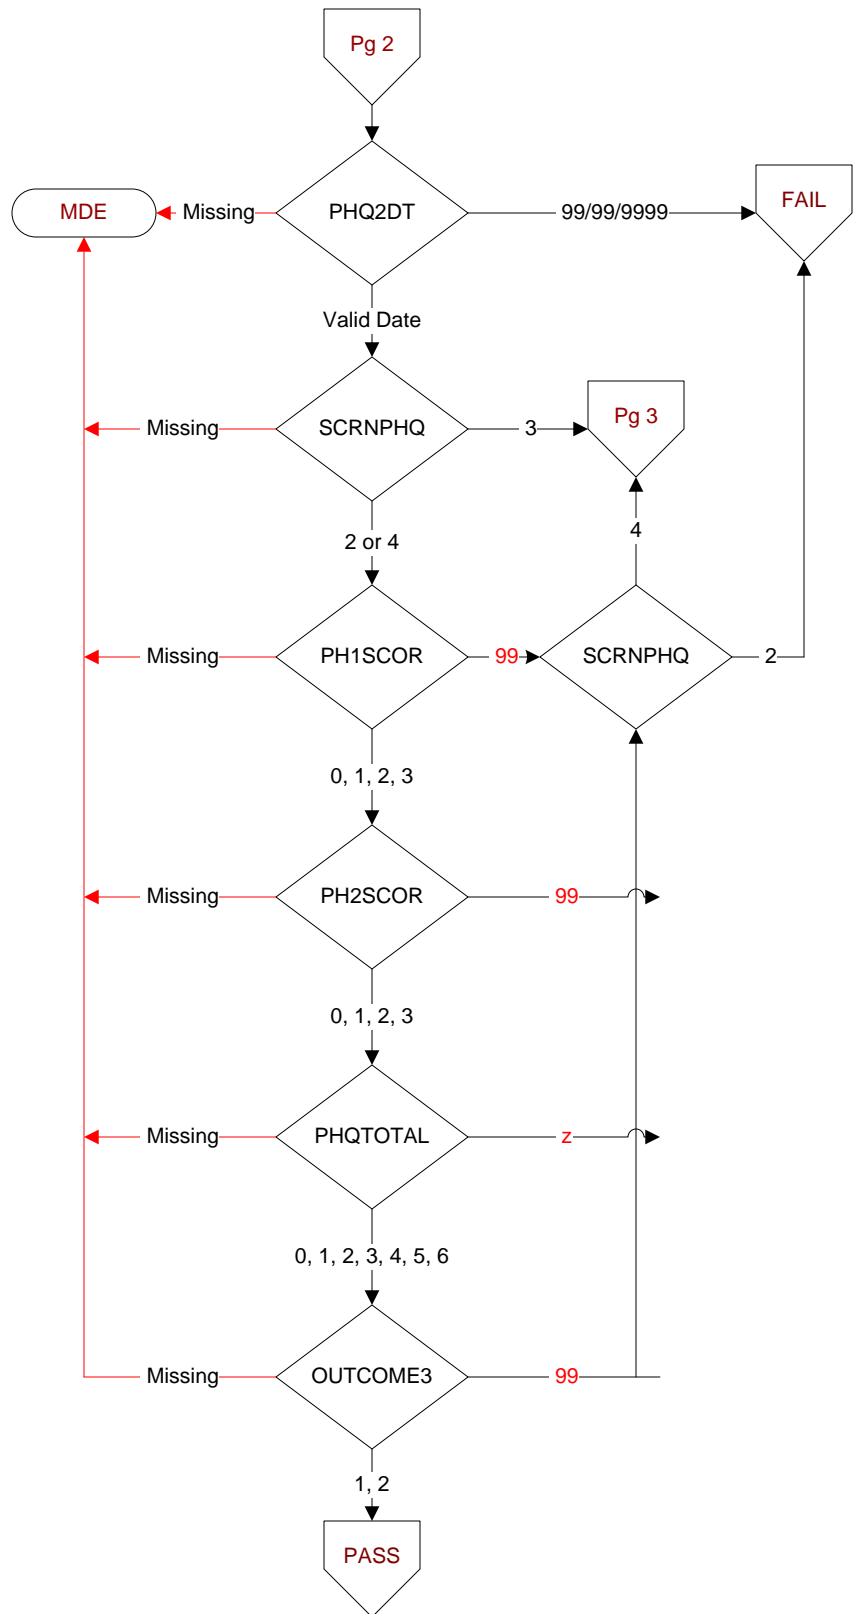 Pg 2
PHQ2DT
Missing
MDE
99/99/9999
FAIL
Valid Date
SCRNPHQ
Missing
3
Pg 3
2 or 4
4
PH1SCOR
Missing
99
SCRNPHQ
2
0, 1, 2, 3
PH2SCOR
Missing
99
0, 1, 2, 3
PHQTOTAL
Missing
z
0, 1, 2, 3, 4, 5, 6
OUTCOME3
Missing
99
1, 2
PASS